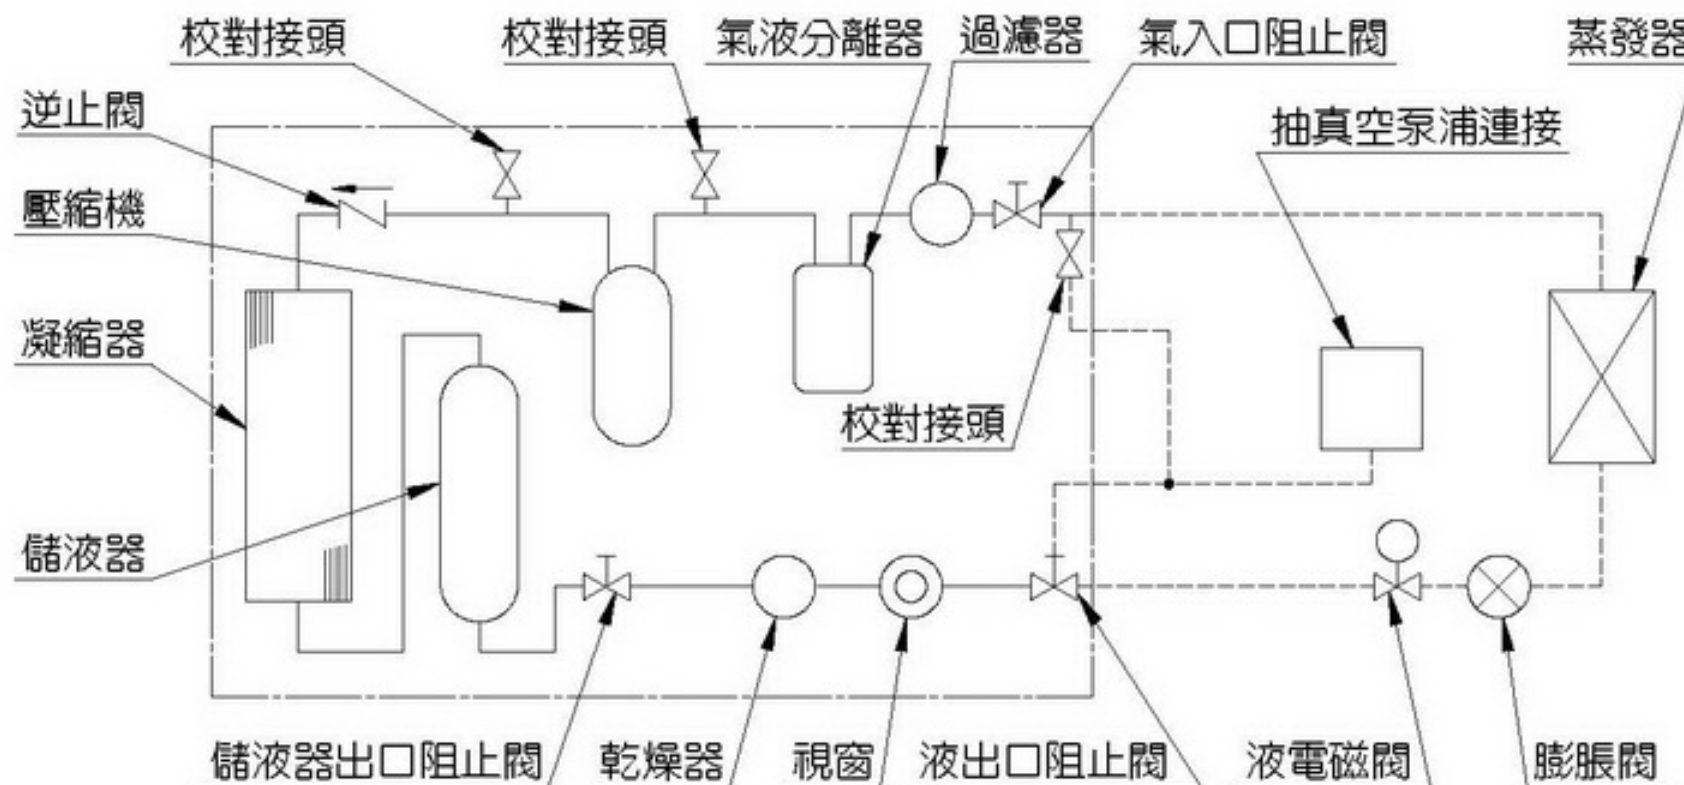 校對接頭
校對接頭
氣液分離器
過濾器
氣入口阻止閥
蒸發器
逆止閥
抽真空泵浦連接
壓縮機
凝縮器
校對接頭
儲液器
儲液器出口阻止閥
乾燥器
視窗
液出口阻止閥
液電磁閥
膨脹閥